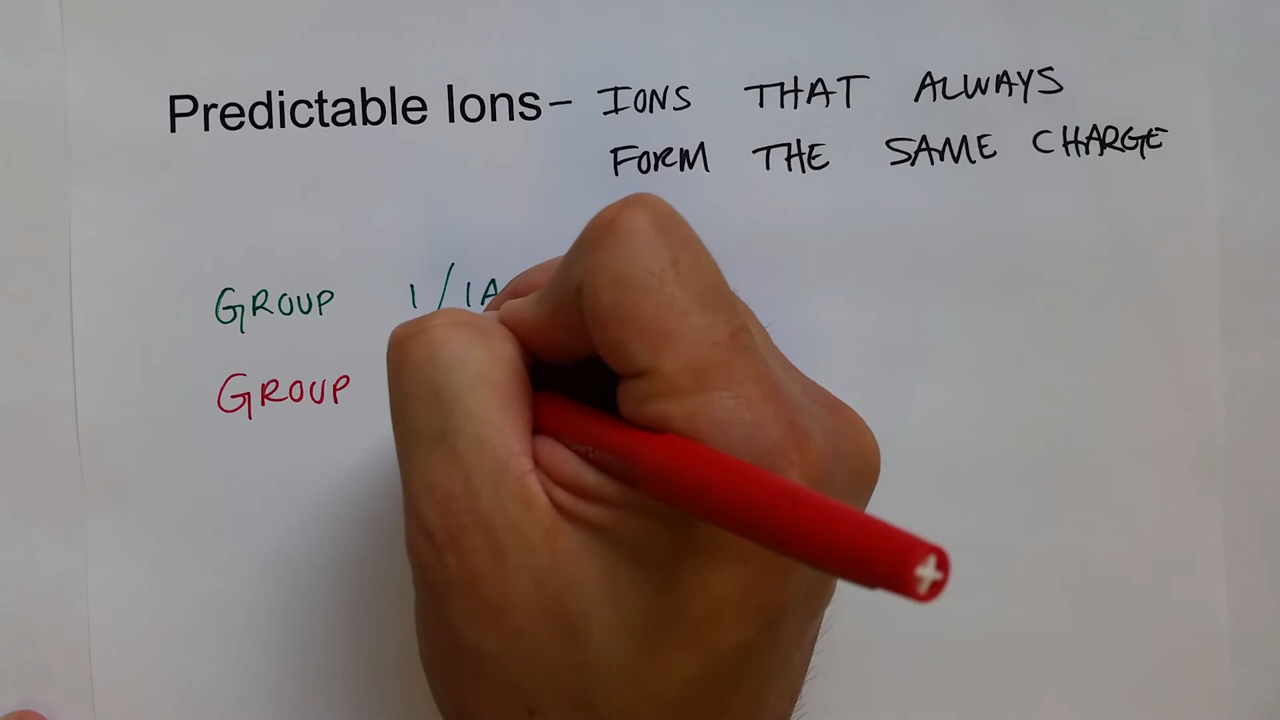 Predictable Ions- IONS THAT ALWAYS
FORM THE SAME CHARGE
GROUP 1/1A
GROUP